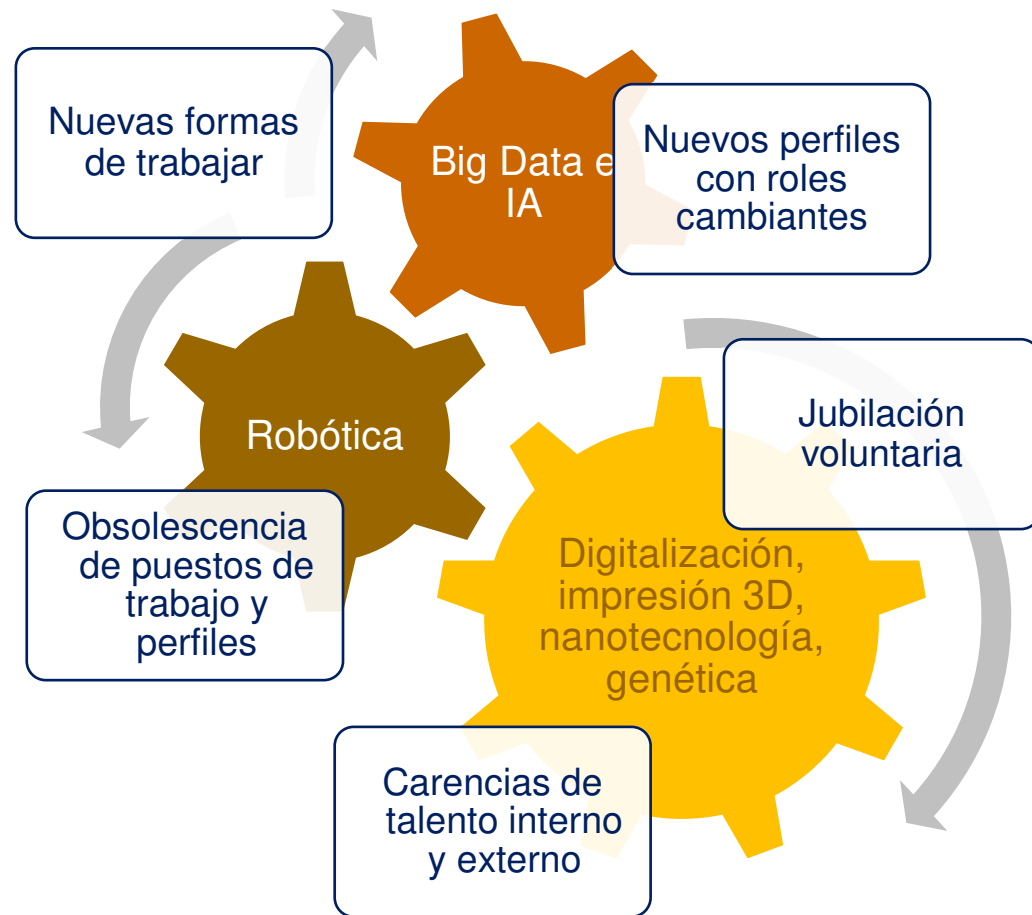 Nuevas formas
de trabajar
Big Data e
IA
Nuevos perfiles
con roles
cambiantes
Robótica
Jubilación
voluntaria
Obsolescencia
de puestos de
trabajo y
perfiles
Digitalización,
impresión 3D,
nanotecnología,
genética
Carencias de
talento interno
y externo